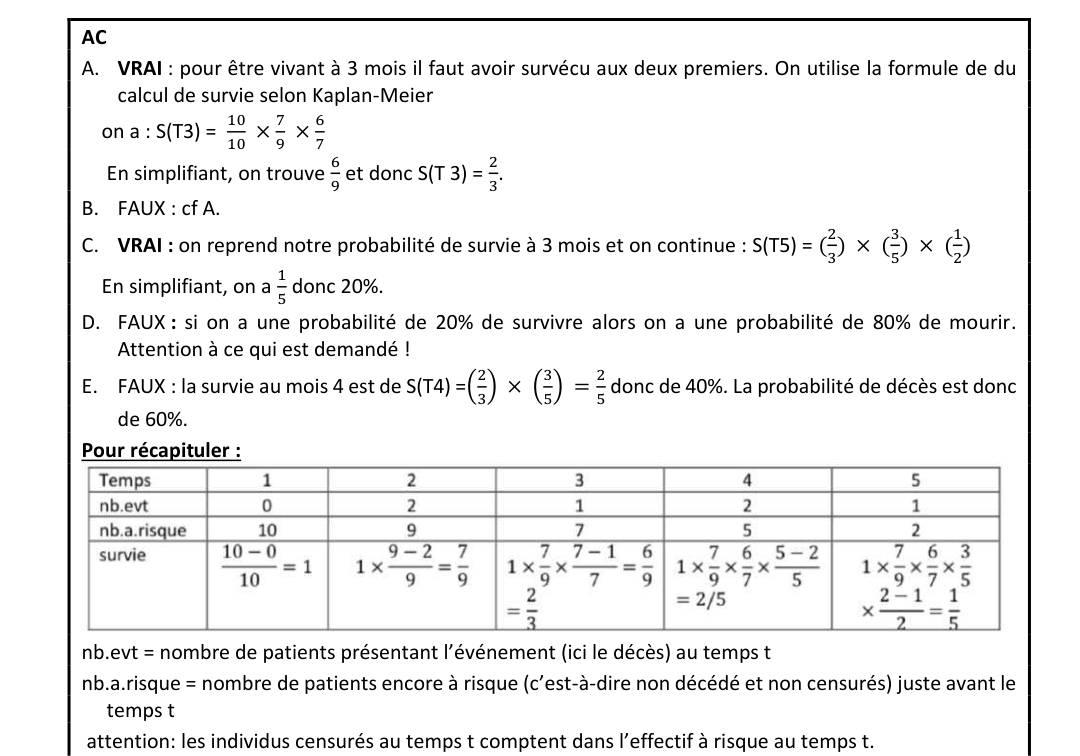 AC
A. VRAI : pour être vivant à 3 mois il faut avoir survécu aux deux premiers. On utilise la formule de du
calcul de survie selon Kaplan-Meier
on a : S(T3) = 10/10 × 7/9 × 6/7
En simplifiant, on trouve 6/9 et donc S(T 3) = 2/3.
B. FAUX : cf A.
C. VRAI : on reprend notre probabilité de survie à 3 mois et on continue : S(T5) = (2/3) × (3/5) × (1/2)
En simplifiant, on a 1/5 donc 20%.
D. FAUX : si on a une probabilité de 20% de survivre alors on a une probabilité de 80% de mourir.
Attention à ce qui est demandé !
E. FAUX : la survie au mois 4 est de S(T4) =(2/3) × (3/5) = 2/5 donc de 40%. La probabilité de décès est donc
de 60%.
Pour récapituler :
Temps 1 2 3 4 5
nb.evt 0 2 1 2 1
nb.a.risque 10 9 7 5 2
survie (10 – 0)/10 = 1 1 × (9 – 2)/9 = 7/9 1 × 7/9 × (7 – 1)/7 = 6/9 = 2/3 1 × 7/9 × 6/7 × (5 – 2)/5 = 2/5 1 × 7/9 × 6/7 × 3/5 × (2 – 1)/2 = 1/5
nb.evt = nombre de patients présentant l’événement (ici le décès) au temps t
nb.a.risque = nombre de patients encore à risque (c’est-à-dire non décédé et non censurés) juste avant le
temps t
attention: les individus censurés au temps t comptent dans l’effectif à risque au temps t.